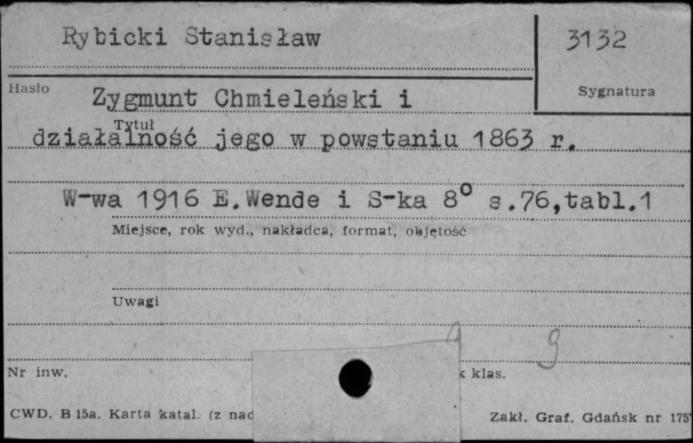 Rybicki Stanisław
3132
Hasło
Sygnatura
Zygmunt Chmieleński i
Tytuł
działalność jego w powstaniu 1863 r.
W-wa 1916 E.Wende i S-ka 8° s.76,tabl.1
Miejsce, rok wyd., nakładca, format, objętość
Uwagi
9
Nr inw.
k klas.
CWD. B 15a. Karta katal. (z nac
Zakł. Graf. Gdańsk nr 175